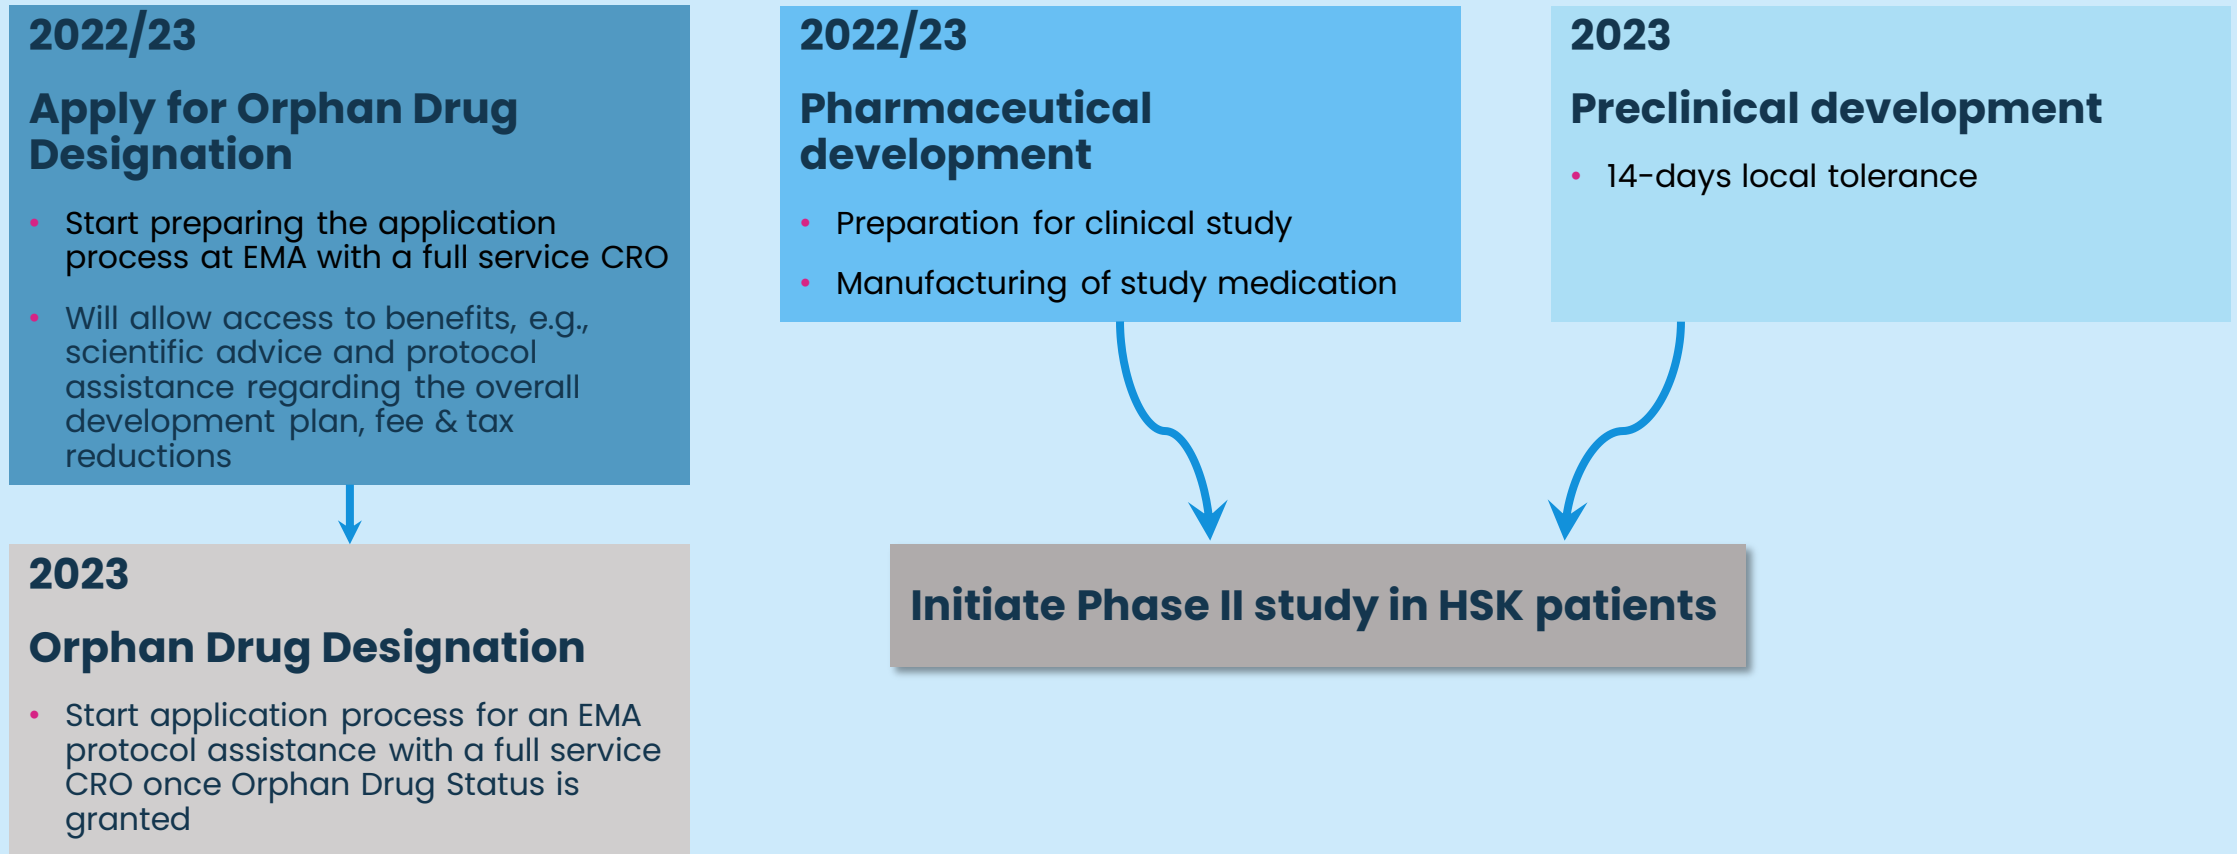 2022/23
Apply for Orphan Drug
Designation
• Start preparing the application
process at EMA with a full service CRO
• Will allow access to benefits, e.g.,
scientific advice and protocol
assistance regarding the overall
development plan, fee & tax
reductions
2023
Orphan Drug Designation
• Start application process for an EMA
protocol assistance with a full service
CRO once Orphan Drug Status is
granted
2022/23
Pharmaceutical
development
• Preparation for clinical study
• Manufacturing of study medication
2023
Preclinical development
• 14-days local tolerance
Initiate Phase II study in HSK patients